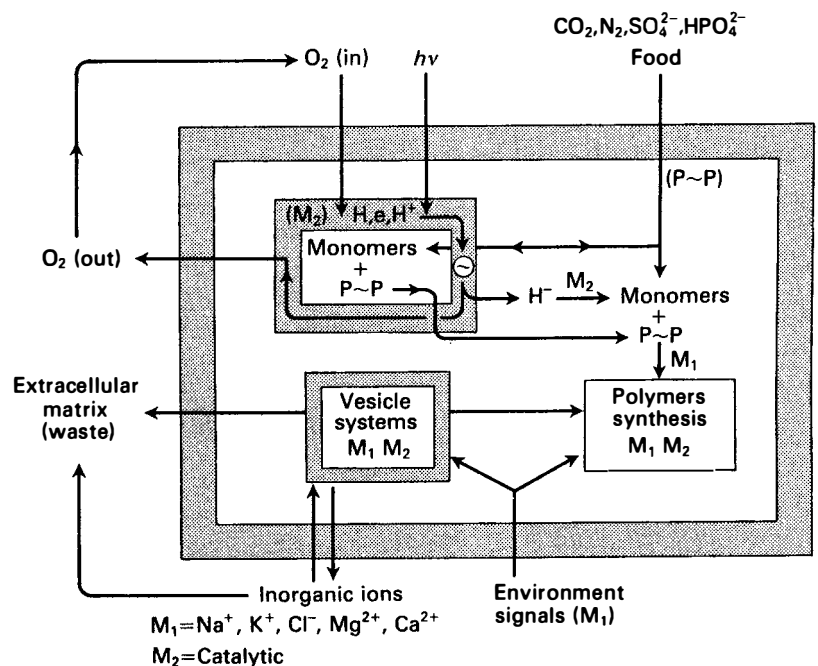 CO₂,N₂,SO₄²⁻,HPO₄²⁻
Food
O₂ (in)
hν
(P~P)
(M₂) H,e,H⁺
O₂ (out)
Monomers
+
P~P
~
H⁻
M₂
Monomers
+
P~P
M₁
Extracellular
matrix
(waste)
Vesicle
systems
M₁ M₂
Polymers
synthesis
M₁ M₂
Inorganic ions
M₁=Na⁺, K⁺, Cl⁻, Mg²⁺, Ca²⁺
M₂=Catalytic
Environment
signals (M₁)